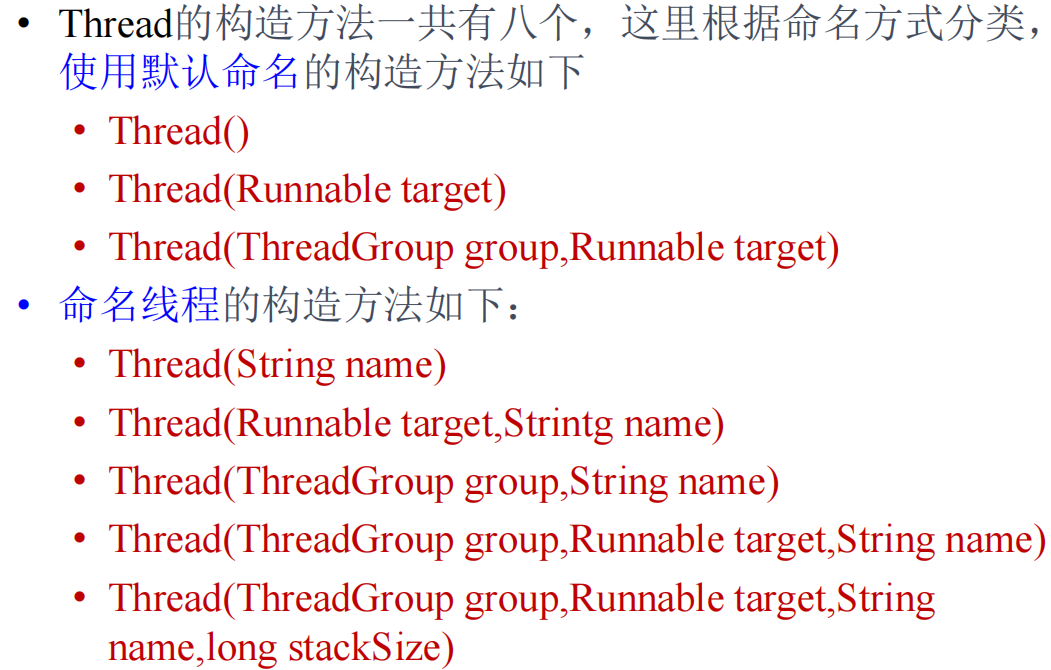 • Thread的构造方法一共有八个，这里根据命名方式分类，
使用默认命名的构造方法如下
• Thread()
• Thread(Runnable target)
• Thread(ThreadGroup group,Runnable target)
• 命名线程的构造方法如下：
• Thread(String name)
• Thread(Runnable target,Strintg name)
• Thread(ThreadGroup group,String name)
• Thread(ThreadGroup group,Runnable target,String name)
• Thread(ThreadGroup group,Runnable target,String
name,long stackSize)